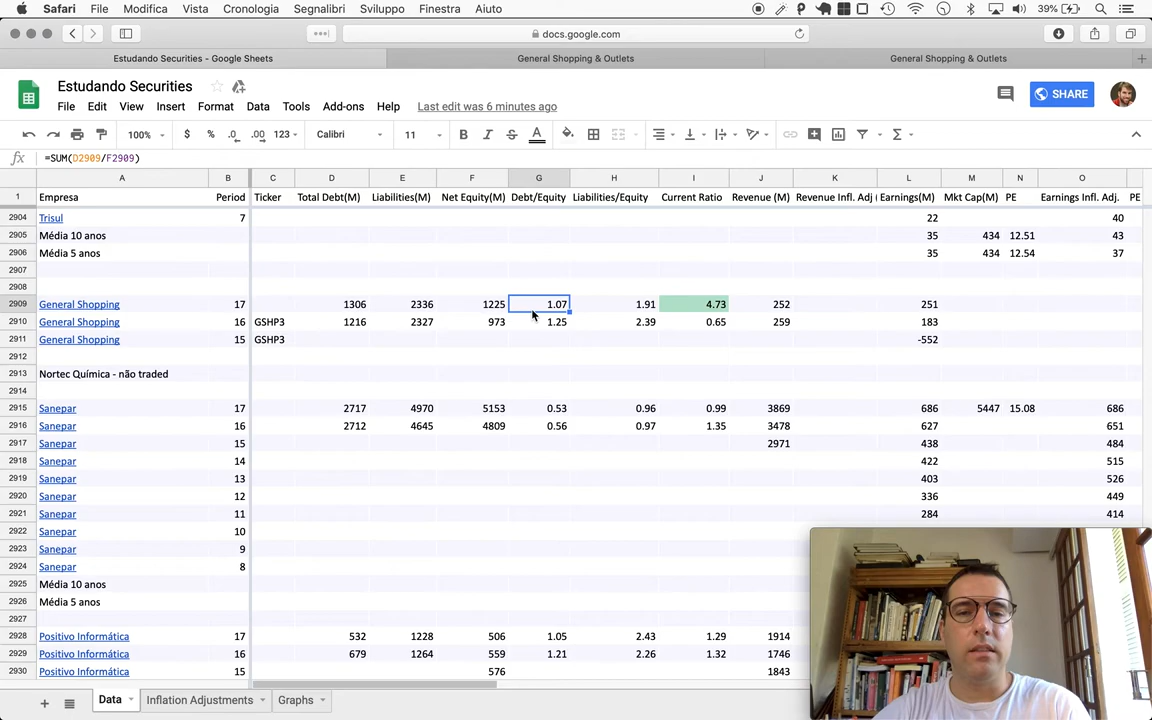 Safari File Modifica Vista Cronologia Segnalibri Sviluppo Finestra Aiuto 39%
docs.google.com
Estudando Securities - Google Sheets General Shopping & Outlets General Shopping & Outlets
Estudando Securities
File Edit View Insert Format Data Tools Add-ons Help Last edit was 6 minutes ago
SHARE
100% $ % .0 .00 123 Calibri 11 B I S A
fx =SUM(D2909/F2909)
A B C D E F G H I J K L M N O
1 Empresa Period Ticker Total Debt(M) Liabilities(M) Net Equity(M) Debt/Equity Liabilities/Equity Current Ratio Revenue (M) Revenue Infl. Adj ( Earnings(M) Mkt Cap(M) PE Earnings Infl. Adj. PE
2904 Trisul 7 22 40
2905 Média 10 anos 35 434 12.51 43
2906 Média 5 anos 35 434 12.54 37
2907
2908
2909 General Shopping 17 1306 2336 1225 1.07 1.91 4.73 252 251
2910 General Shopping 16 GSHP3 1216 2327 973 1.25 2.39 0.65 259 183
2911 General Shopping 15 GSHP3 -552
2912
2913 Nortec Química - não traded
2914
2915 Sanepar 17 2717 4970 5153 0.53 0.96 0.99 3869 686 5447 15.08 686
2916 Sanepar 16 2712 4645 4809 0.56 0.97 1.35 3478 627 651
2917 Sanepar 15 2971 438 484
2918 Sanepar 14 422 515
2919 Sanepar 13 403 526
2920 Sanepar 12 336 449
2921 Sanepar 11 284 414
2922 Sanepar 10
2923 Sanepar 9
2924 Sanepar 8
2925 Média 10 anos
2926 Média 5 anos
2927
2928 Positivo Informática 17 532 1228 506 1.05 2.43 1.29 1914
2929 Positivo Informática 16 679 1264 559 1.21 2.26 1.32 1746
2930 Positivo Informática 15 576 1843
Data Inflation Adjustments Graphs